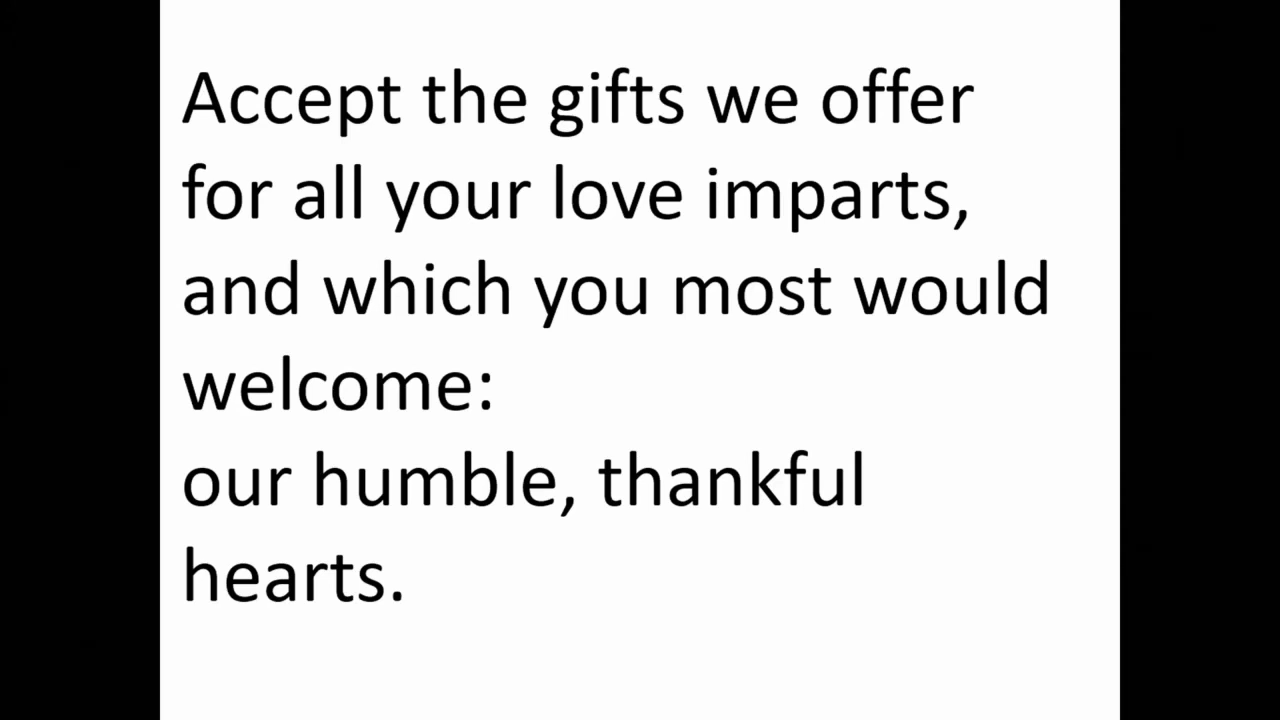 Accept the gifts we offer
for all your love imparts,
and which you most would
welcome:
our humble, thankful
hearts.